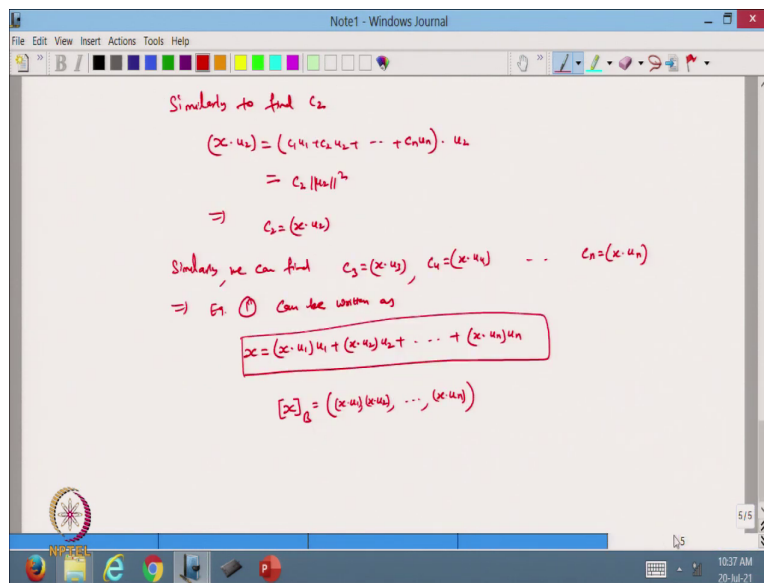 Note1 - Windows Journal
File Edit View Insert Actions Tools Help
B I
Similarly to find c₂
(x·u₂) = (c₁u₁+c₂u₂+ -- +cₙuₙ)· u₂
= c₂ ||u₂||²
⇒ c₂=(x·u₂)
Similarly, we can find c₃=(x·u₃), c₄=(x·u₄) -- cₙ=(x·uₙ)
⇒ Eq. ① can be written as
x=(x·u₁)u₁+(x·u₂)u₂+ . . . +(x·uₙ)uₙ
[x]_B=((x·u₁)(x·u₂), ..., (x·uₙ))
5/5
NPTEL
5
10:37 AM
20-Jul-21